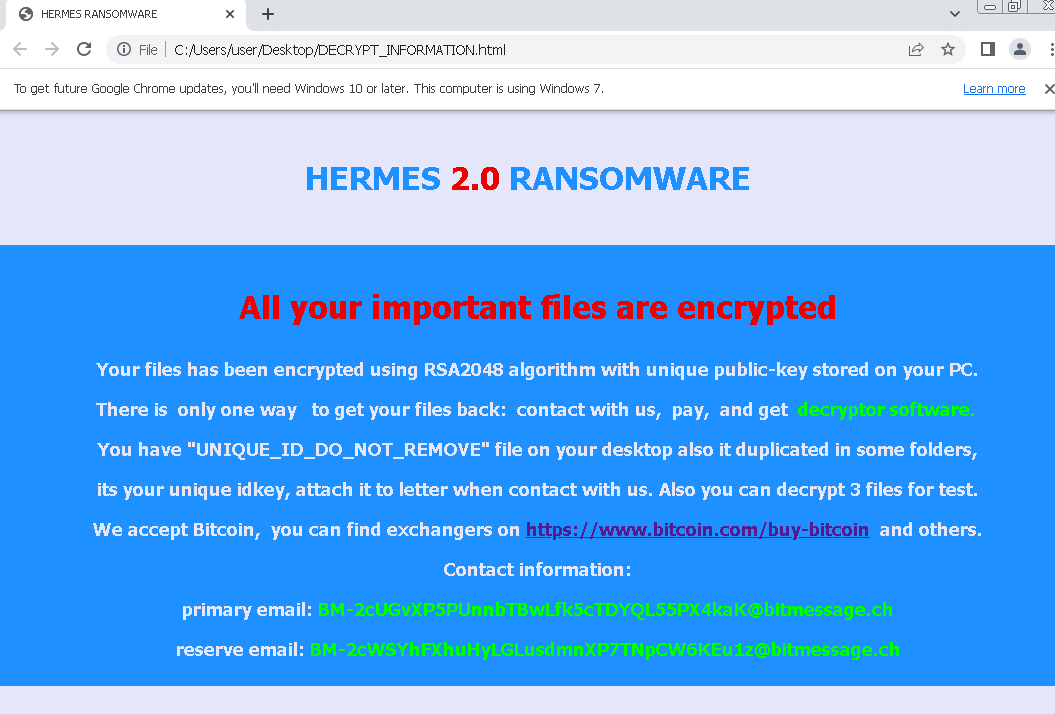 HERMES RANSOMWARE
File C:/Users/user/Desktop/DECRYPT_INFORMATION.html
To get future Google Chrome updates, you'll need Windows 10 or later. This computer is using Windows 7. Learn more
HERMES 2.0 RANSOMWARE
All your important files are encrypted
Your files has been encrypted using RSA2048 algorithm with unique public-key stored on your PC.
There is only one way to get your files back: contact with us, pay, and get decryptor software.
You have "UNIQUE_ID_DO_NOT_REMOVE" file on your desktop also it duplicated in some folders,
its your unique idkey, attach it to letter when contact with us. Also you can decrypt 3 files for test.
We accept Bitcoin, you can find exchangers on https://www.bitcoin.com/buy-bitcoin and others.
Contact information:
primary email: BM-2cUGvXP5PUnnbTBwLfk5cTDYQL55PX4kaK@bitmessage.ch
reserve email: BM-2cWSYhFXhuHyLGLusdmnXP7TNpCW6KEu1z@bitmessage.ch